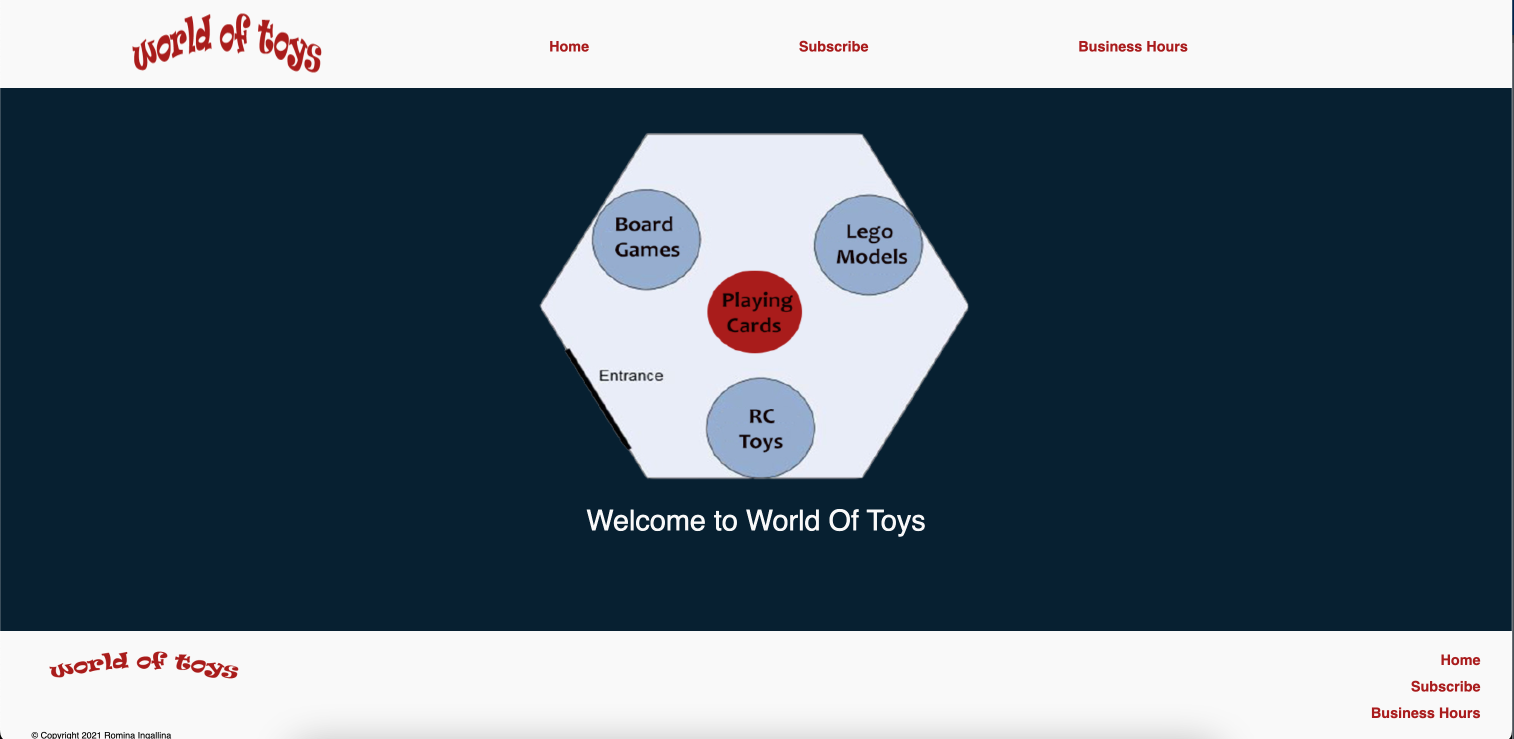 world of toys
Home
Subscribe
Business Hours
Board
Games
Lego
Models
Playing
Cards
Entrance
RC
Toys
Welcome to World Of Toys
world of toys
Home
Subscribe
Business Hours
© Copyright 2021 Romina Ingallina